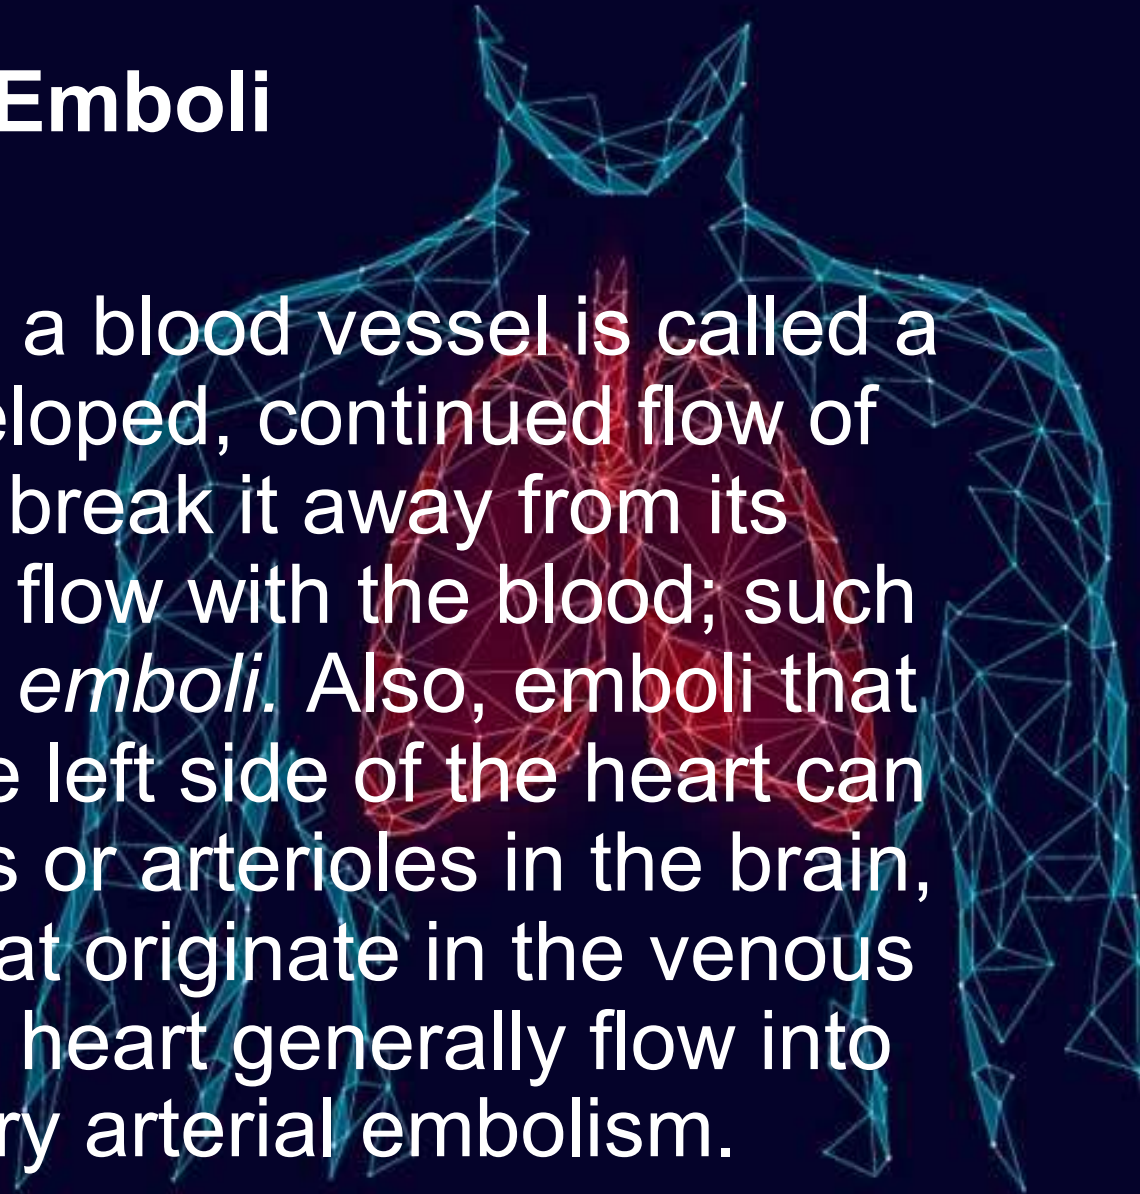 Emboli
a blood vessel is called a
eloped, continued flow of
break it away from its
flow with the blood; such
emboli. Also, emboli that
e left side of the heart can
s or arterioles in the brain,
at originate in the venous
heart generally flow into
ry arterial embolism.